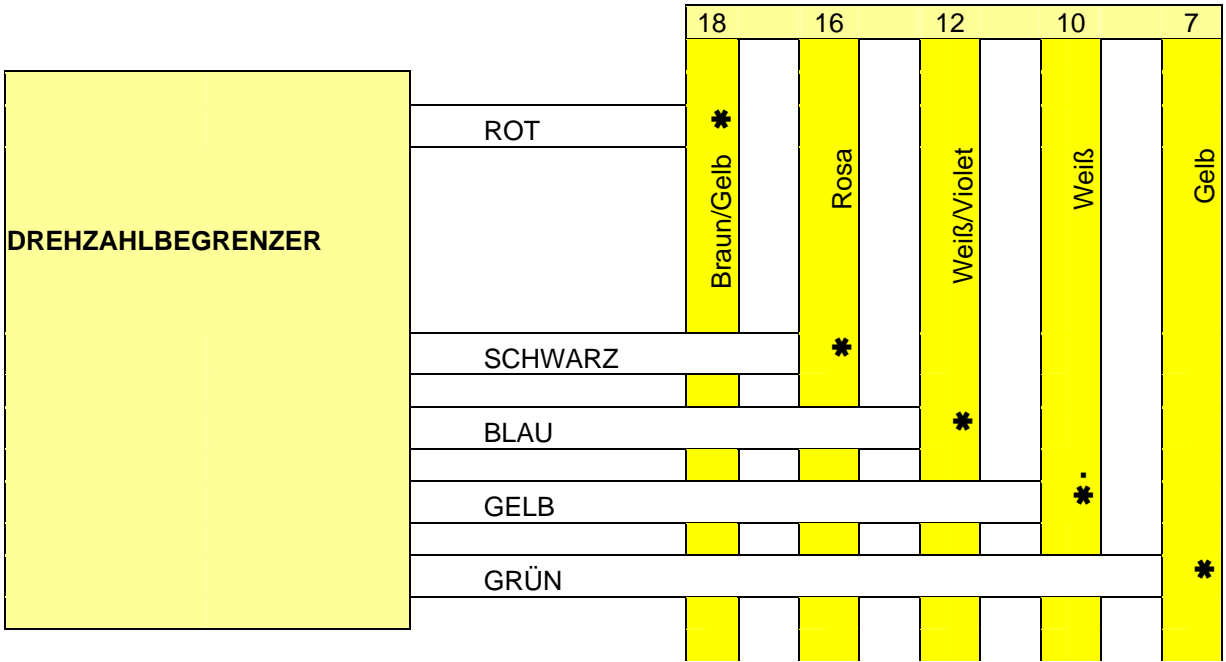 18 16 12 10 7
ROT
Braun/Gelb *
Rosa
Weiß/Violet
Weiß
Gelb
DREHZAHLBEGRENZER
SCHWARZ *
BLAU *
GELB *.
GRÜN *